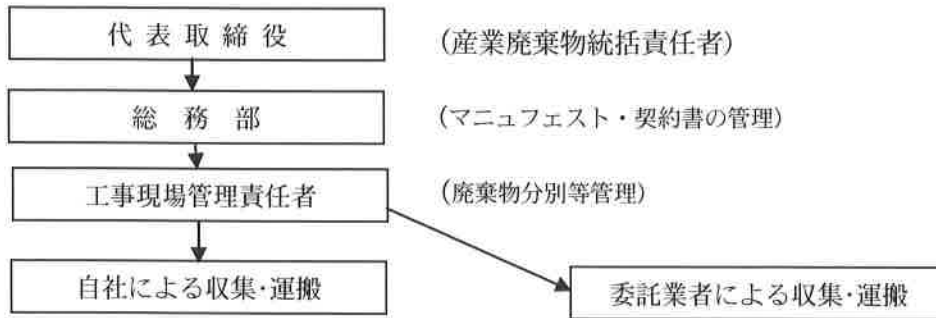 代 表 取 締 役
(産業廃棄物統括責任者)
総 務 部
(マニュフェスト・契約書の管理)
工事現場管理責任者
(廃棄物分別等管理)
自社による収集･運搬
委託業者による収集･運搬